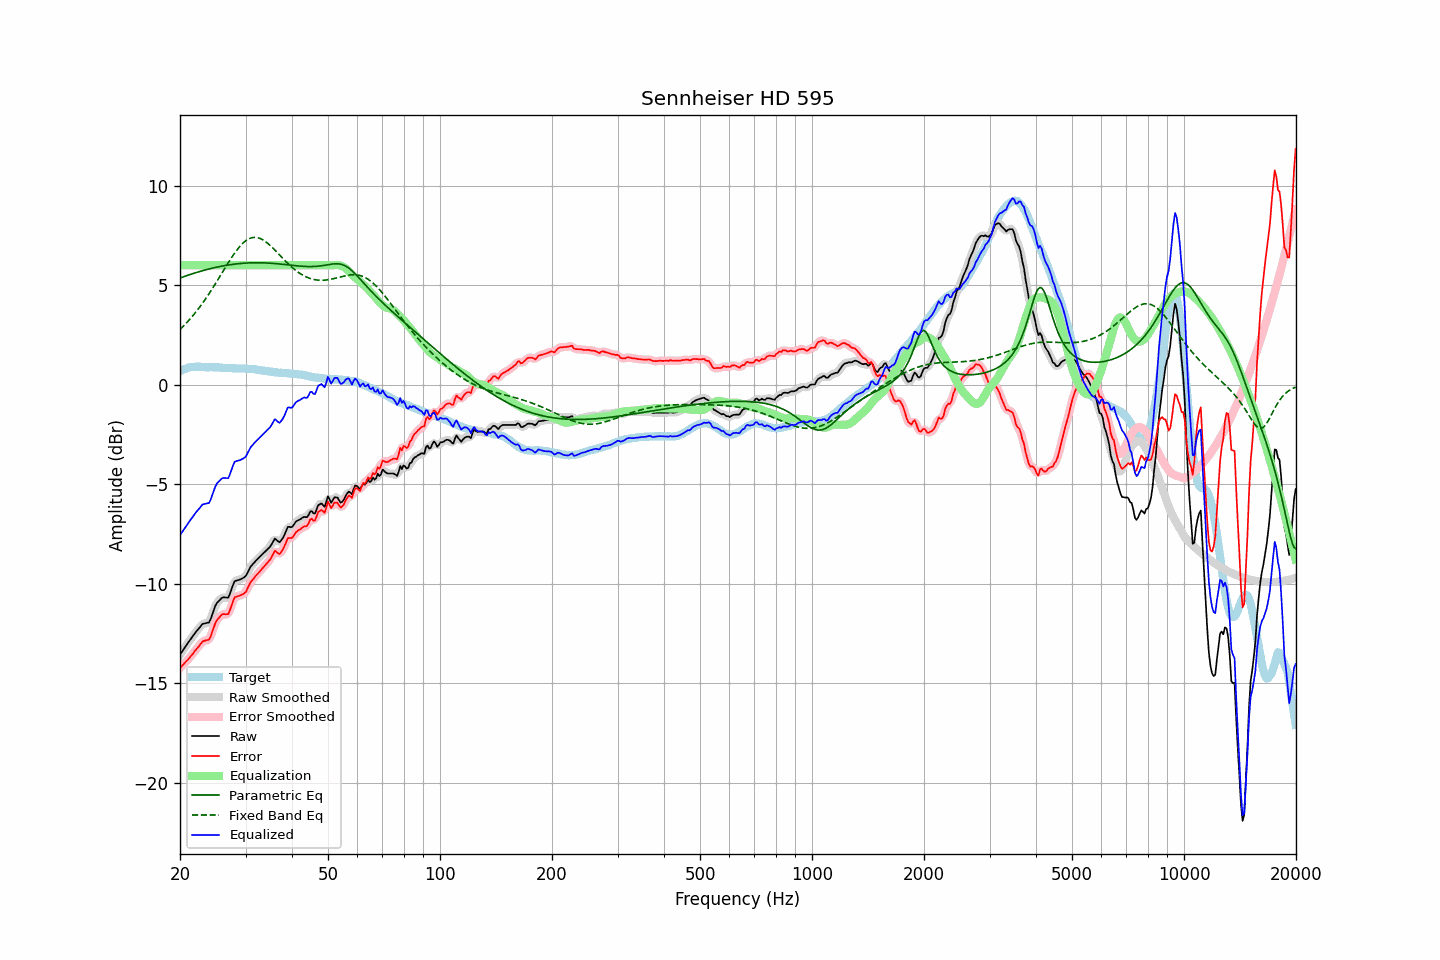 Sennheiser HD 595
Amplitude (dBr)
10
5
0
−5
−10
−15
−20
Target
Raw Smoothed
Error Smoothed
Raw
Error
Equalization
Parametric Eq
Fixed Band Eq
Equalized
20 50 100 200 500 1000 2000 5000 10000 20000
Frequency (Hz)